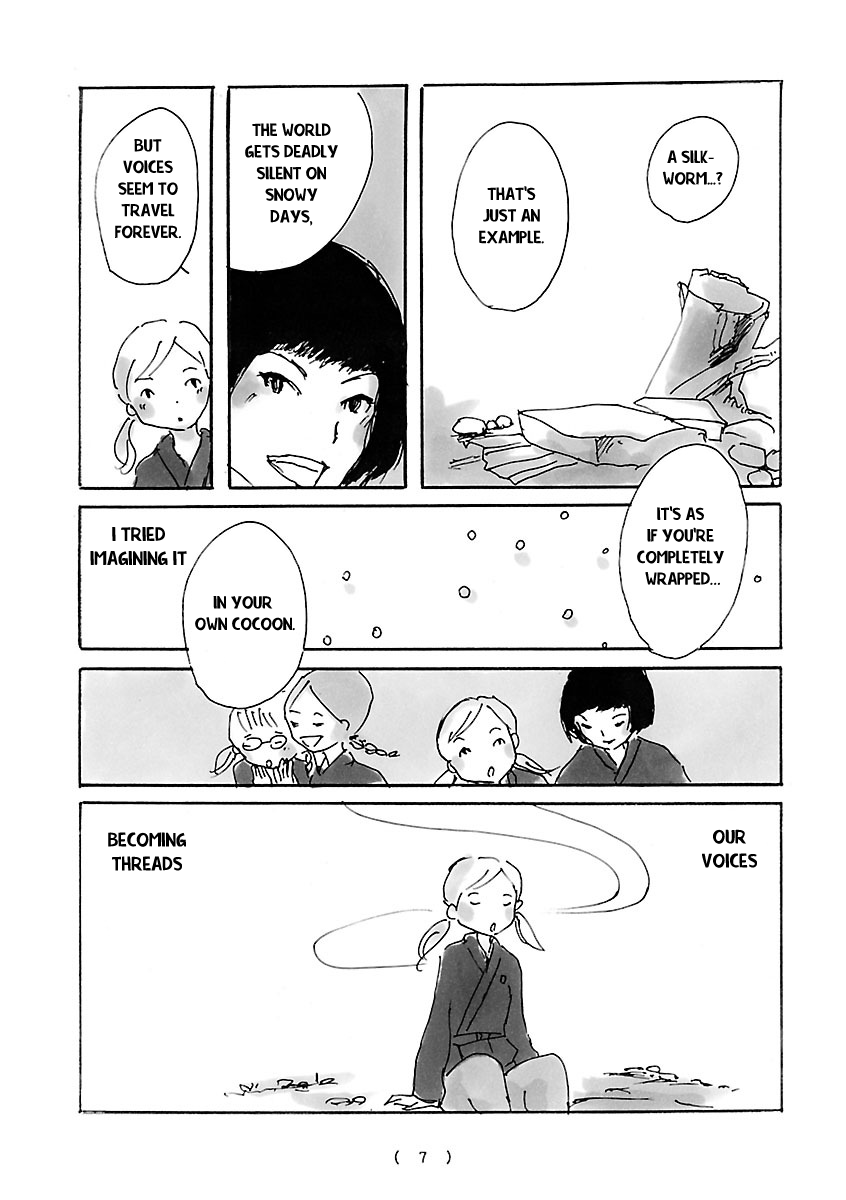 A SILK-
WORM...?
THAT'S
JUST AN
EXAMPLE.
THE WORLD
GETS DEADLY
SILENT ON
SNOWY
DAYS,
BUT
VOICES
SEEM TO
TRAVEL
FOREVER.
IT'S AS
IF YOU'RE
COMPLETELY
WRAPPED...
IN YOUR
OWN COCOON.
I TRIED
IMAGINING IT
OUR
VOICES
BECOMING
THREADS
( 7 )